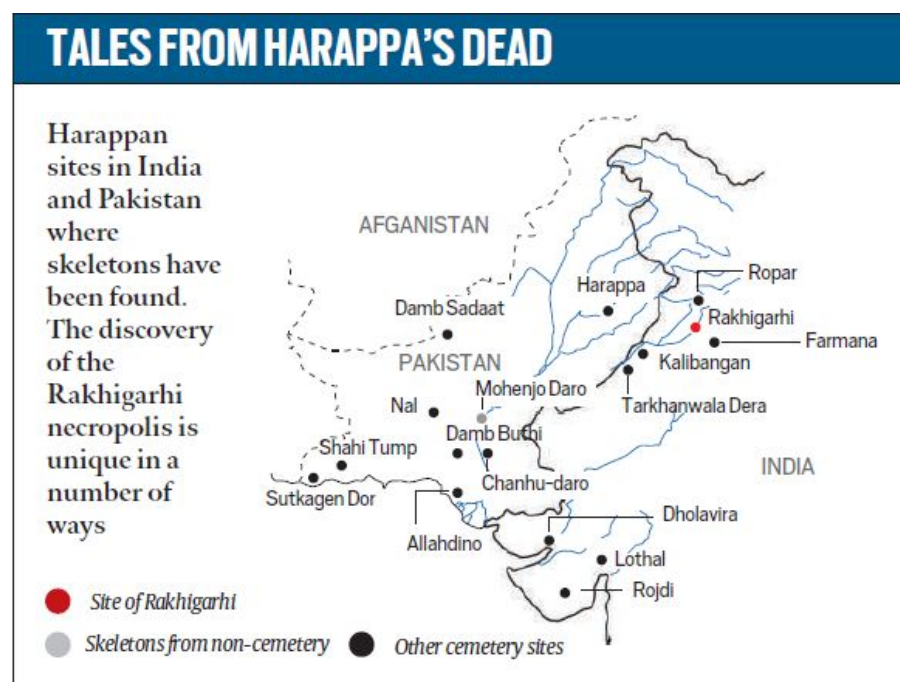 TALES FROM HARAPPA'S DEAD
Harappan
sites in India
and Pakistan
where
skeletons have
been found.
The discovery
of the
Rakhigarhi
necropolis is
unique in a
number of
ways
AFGANISTAN
Harappa
Ropar
Damb Sadaat
Rakhigarhi
Farmana
PAKISTAN
Kalibangan
Mohenjo Daro
Nal
Tarkhanwala Dera
Damb Buthi
Shahi Tump
INDIA
Chanhu-daro
Sutkagen Dor
Dholavira
Allahdino
Lothal
Rojdi
Site of Rakhigarhi
Skeletons from non-cemetery
Other cemetery sites